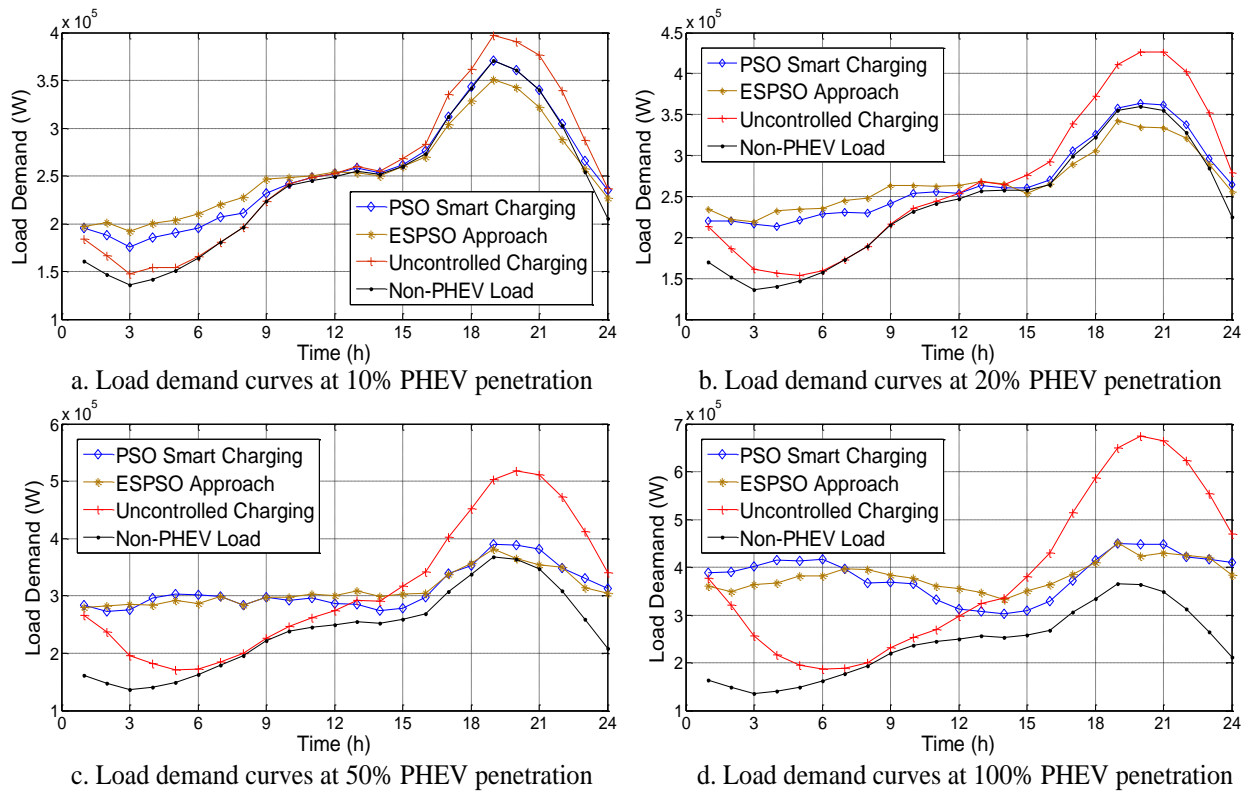 x 10^5
4
3.5
3
2.5
2
1.5
1
0 3 6 9 12 15 18 21 24
Load Demand (W)
Time (h)
PSO Smart Charging
ESPSO Approach
Uncontrolled Charging
Non-PHEV Load
a. Load demand curves at 10% PHEV penetration
x 10^5
4.5
4
3.5
3
2.5
2
1.5
1
0 3 6 9 12 15 18 21 24
Load Demand (W)
Time (h)
PSO Smart Charging
ESPSO Approach
Uncontrolled Charging
Non-PHEV Load
b. Load demand curves at 20% PHEV penetration
x 10^5
6
5
4
3
2
1
0 3 6 9 12 15 18 21 24
Load Demand (W)
Time (h)
PSO Smart Charging
ESPSO Approach
Uncontrolled Charging
Non-PHEV Load
c. Load demand curves at 50% PHEV penetration
x 10^5
7
6
5
4
3
2
1
0 3 6 9 12 15 18 21 24
Load Deamand (W)
Time (h)
PSO Smart Charging
ESPSO Approach
Uncontrolled Charging
Non-PHEV Load
d. Load demand curves at 100% PHEV penetration